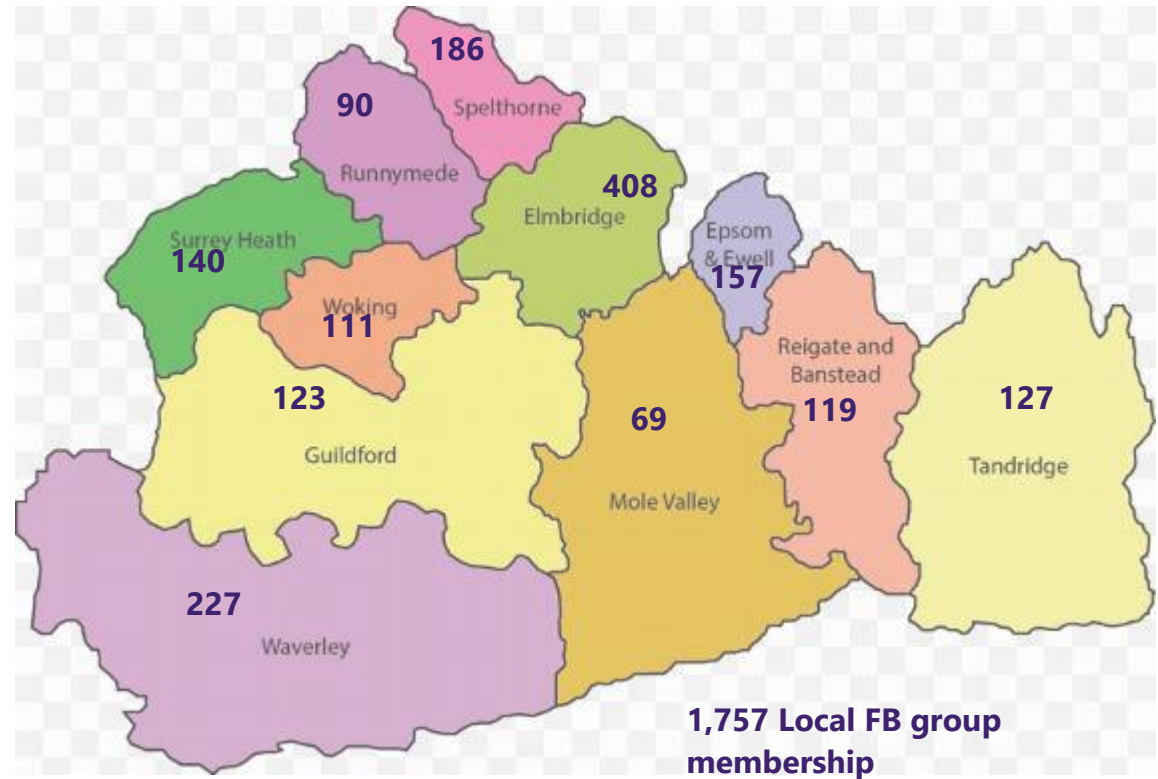 186
Spelthorne
90
Runnymede
408
Elmbridge
Surrey Heath
140
Epsom
& Ewell
157
Woking
111
Reigate and
Banstead
119
123
Guildford
69
Mole Valley
127
Tandridge
227
Waverley
1,757 Local FB group
membership